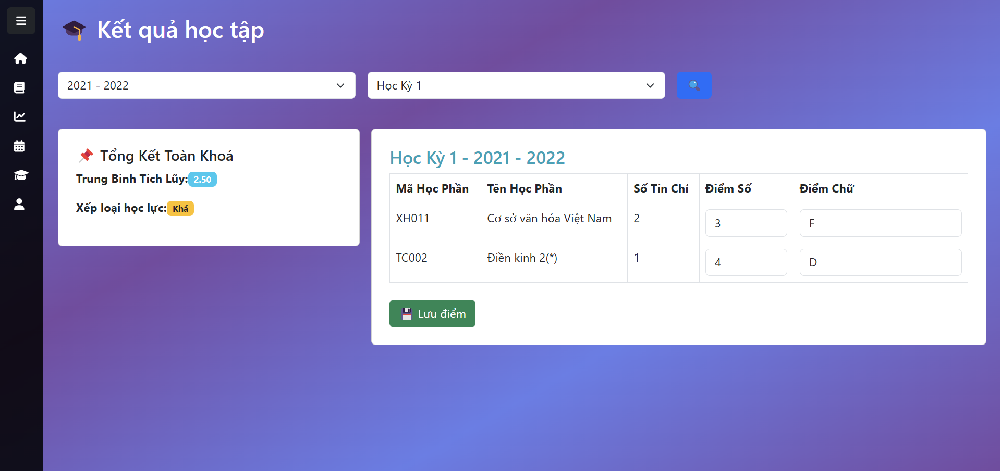 Kết quả học tập
2021 - 2022
Học Kỳ 1
Tổng Kết Toàn Khoá
Trung Bình Tích Lũy: 2.50
Xếp loại học lực: Khá
Học Kỳ 1 - 2021 - 2022
Mã Học Phần Tên Học Phần Số Tín Chỉ Điểm Số Điểm Chữ
XH011 Cơ sở văn hóa Việt Nam 2 3 F
TC002 Điền kinh 2(*) 1 4 D
Lưu điểm